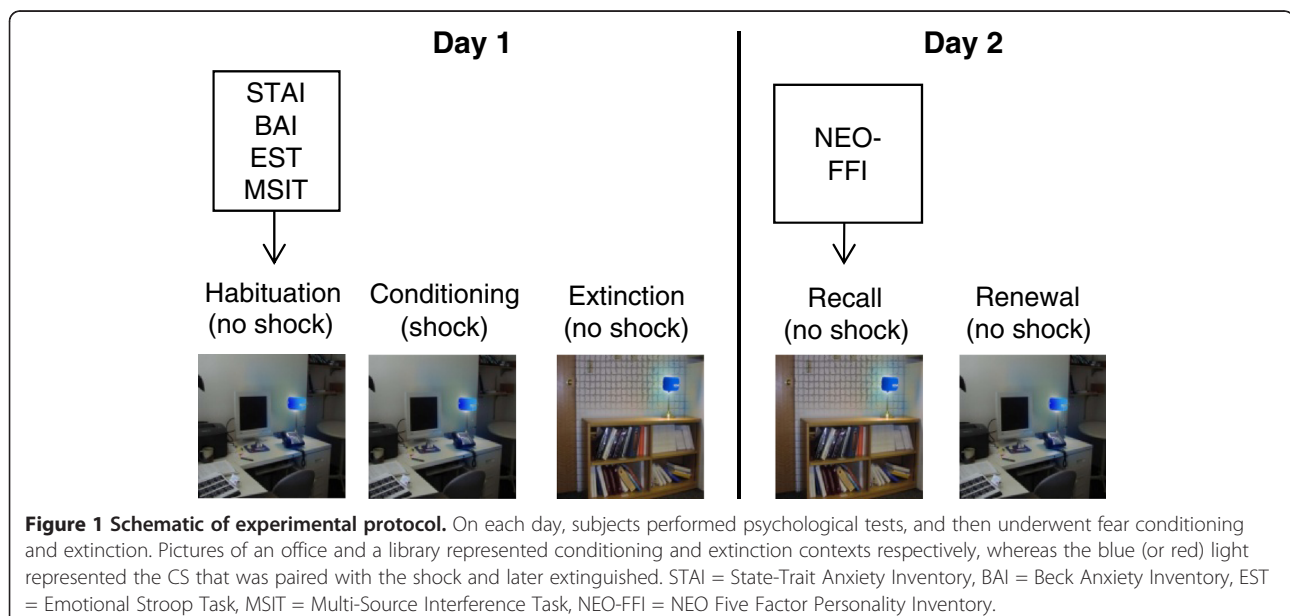 Day 1
Day 2
STAI
BAI
EST
MSIT
NEO-
FFI
Habituation
(no shock)
Conditioning
(shock)
Extinction
(no shock)
Recall
(no shock)
Renewal
(no shock)
Figure 1 Schematic of experimental protocol. On each day, subjects performed psychological tests, and then underwent fear conditioning
and extinction. Pictures of an office and a library represented conditioning and extinction contexts respectively, whereas the blue (or red) light
represented the CS that was paired with the shock and later extinguished. STAI = State-Trait Anxiety Inventory, BAI = Beck Anxiety Inventory, EST
= Emotional Stroop Task, MSIT = Multi-Source Interference Task, NEO-FFI = NEO Five Factor Personality Inventory.